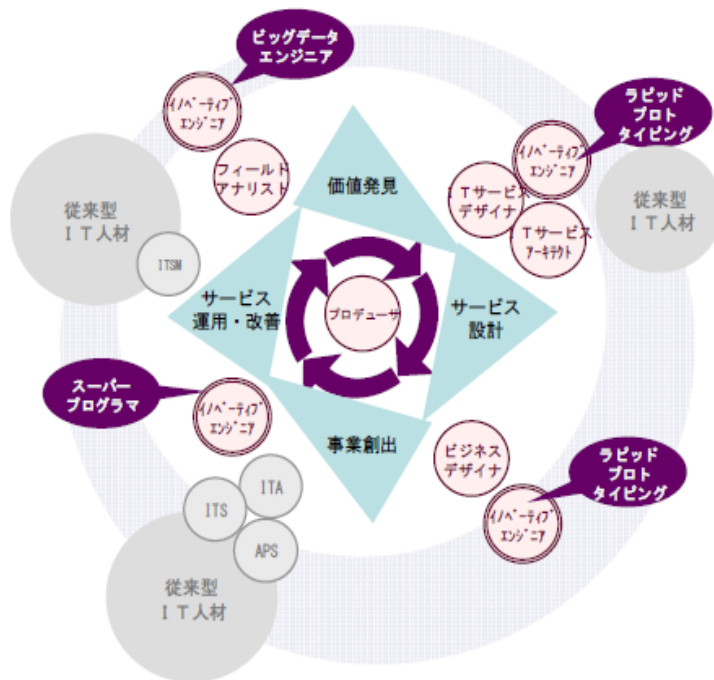 ビッグデータ
エンジニア
イノベーティブ
エンジニア
フィールド
アナリスト
価値発見
ラピッド
プロト
タイピング
イノベーティブ
エンジニア
ITサービス
デザイナ
ITサービス
アーキテクト
従来型
IT人材
従来型
IT人材
ITSM
サービス
運用・改善
プロデューサ
サービス
設計
スーパー
プログラマ
イノベーティブ
エンジニア
事業創出
ビジネス
デザイナ
ラピッド
プロト
タイピング
イノベーティブ
エンジニア
ITA
ITS
APS
従来型
IT人材